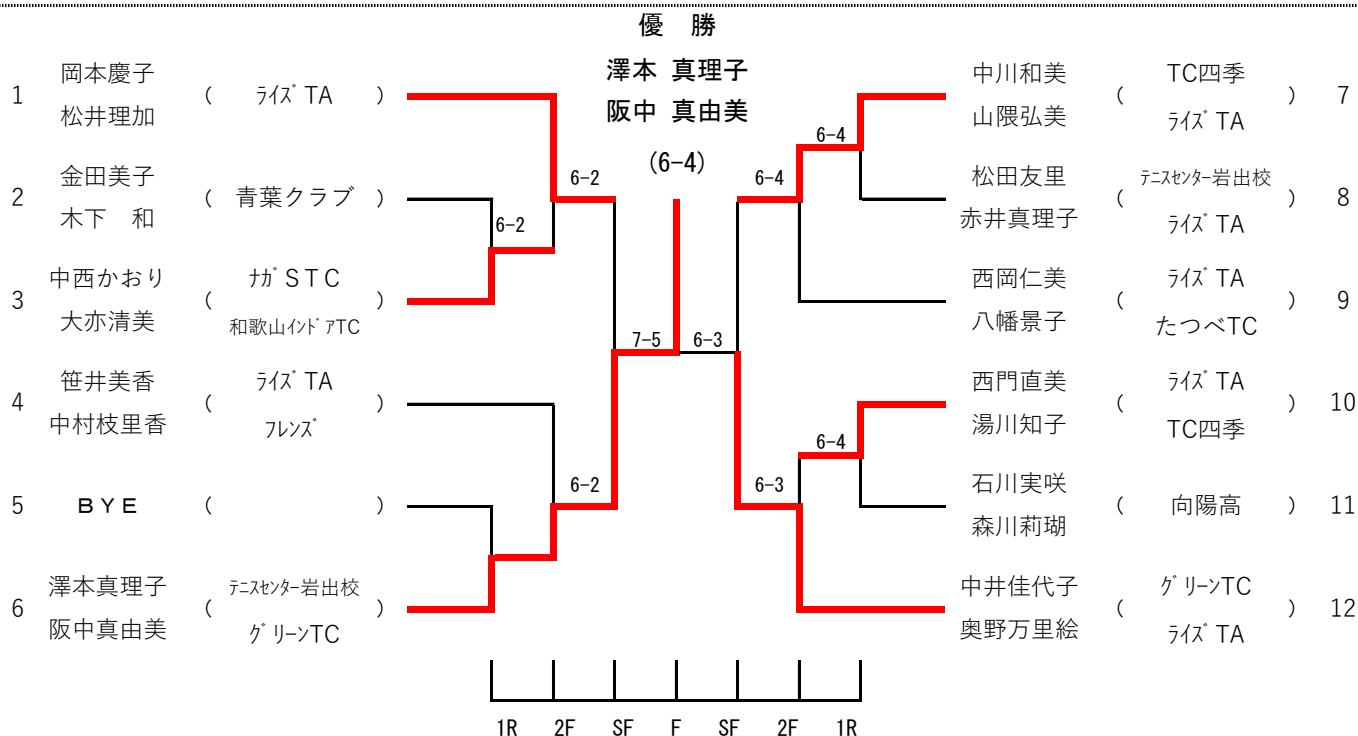 優　勝
澤本 真理子
阪中 真由美
(6-4)
1 岡本慶子 ( ﾗｲｽﾞTA )
松井理加
2 金田美子 ( 青葉クラブ )
木下　和
3 中西かおり ( ﾅｶﾞＳＴＣ )
大亦清美 和歌山ｲﾝﾄﾞｱTC
4 笹井美香 ( ﾗｲｽﾞTA )
中村枝里香 ﾌﾚﾝｽﾞ
5 ＢＹＥ ( )
6 澤本真理子 ( ﾃﾆｽｾﾝﾀｰ岩出校 )
阪中真由美 ｸﾞﾘｰﾝTC
6-2
6-2
6-2
7-5
6-3
6-4
6-4
6-4
6-3
中川和美 ( TC四季 ) 7
山隈弘美 ﾗｲｽﾞTA
松田友里 ( ﾃﾆｽｾﾝﾀｰ岩出校 ) 8
赤井真理子 ﾗｲｽﾞTA
西岡仁美 ( ﾗｲｽﾞTA ) 9
八幡景子 たつべTC
西門直美 ( ﾗｲｽﾞTA ) 10
湯川知子 TC四季
石川実咲 ( 向陽高 ) 11
森川莉瑚
中井佳代子 ( ｸﾞﾘｰﾝTC ) 12
奥野万里絵 ﾗｲｽﾞTA
1R 2F SF F SF 2F 1R